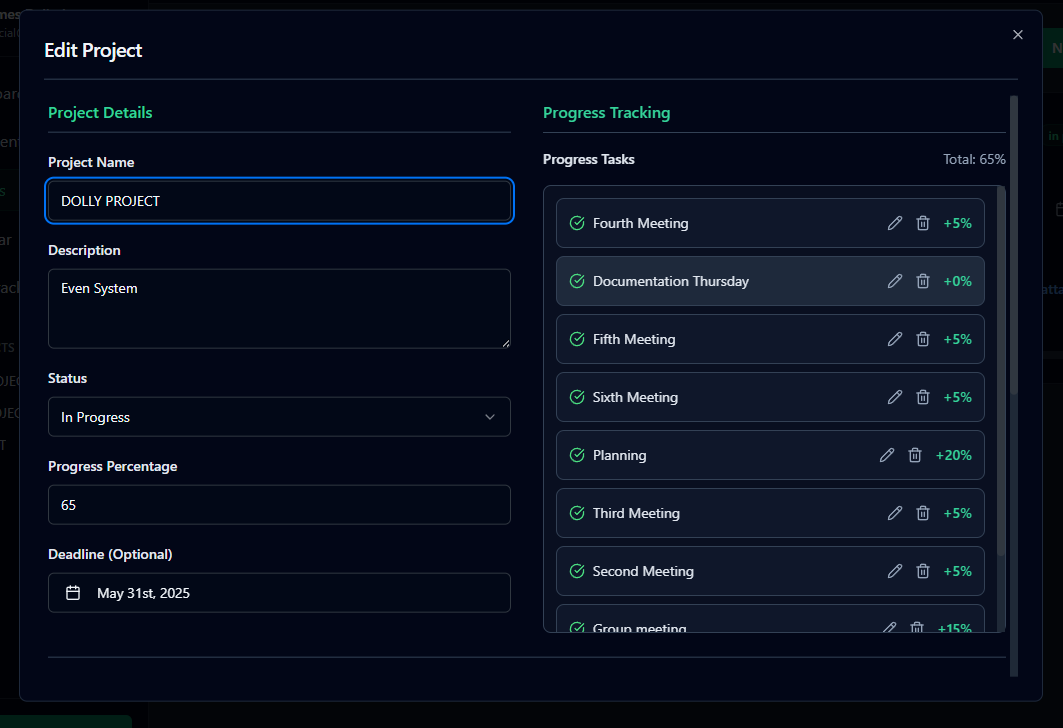 Edit Project
Project Details
Project Name
DOLLY PROJECT
Description
Even System
Status
In Progress
Progress Percentage
65
Deadline (Optional)
May 31st, 2025
Progress Tracking
Progress Tasks
Total: 65%
Fourth Meeting +5%
Documentation Thursday +0%
Fifth Meeting +5%
Sixth Meeting +5%
Planning +20%
Third Meeting +5%
Second Meeting +5%
Group meeting +15%